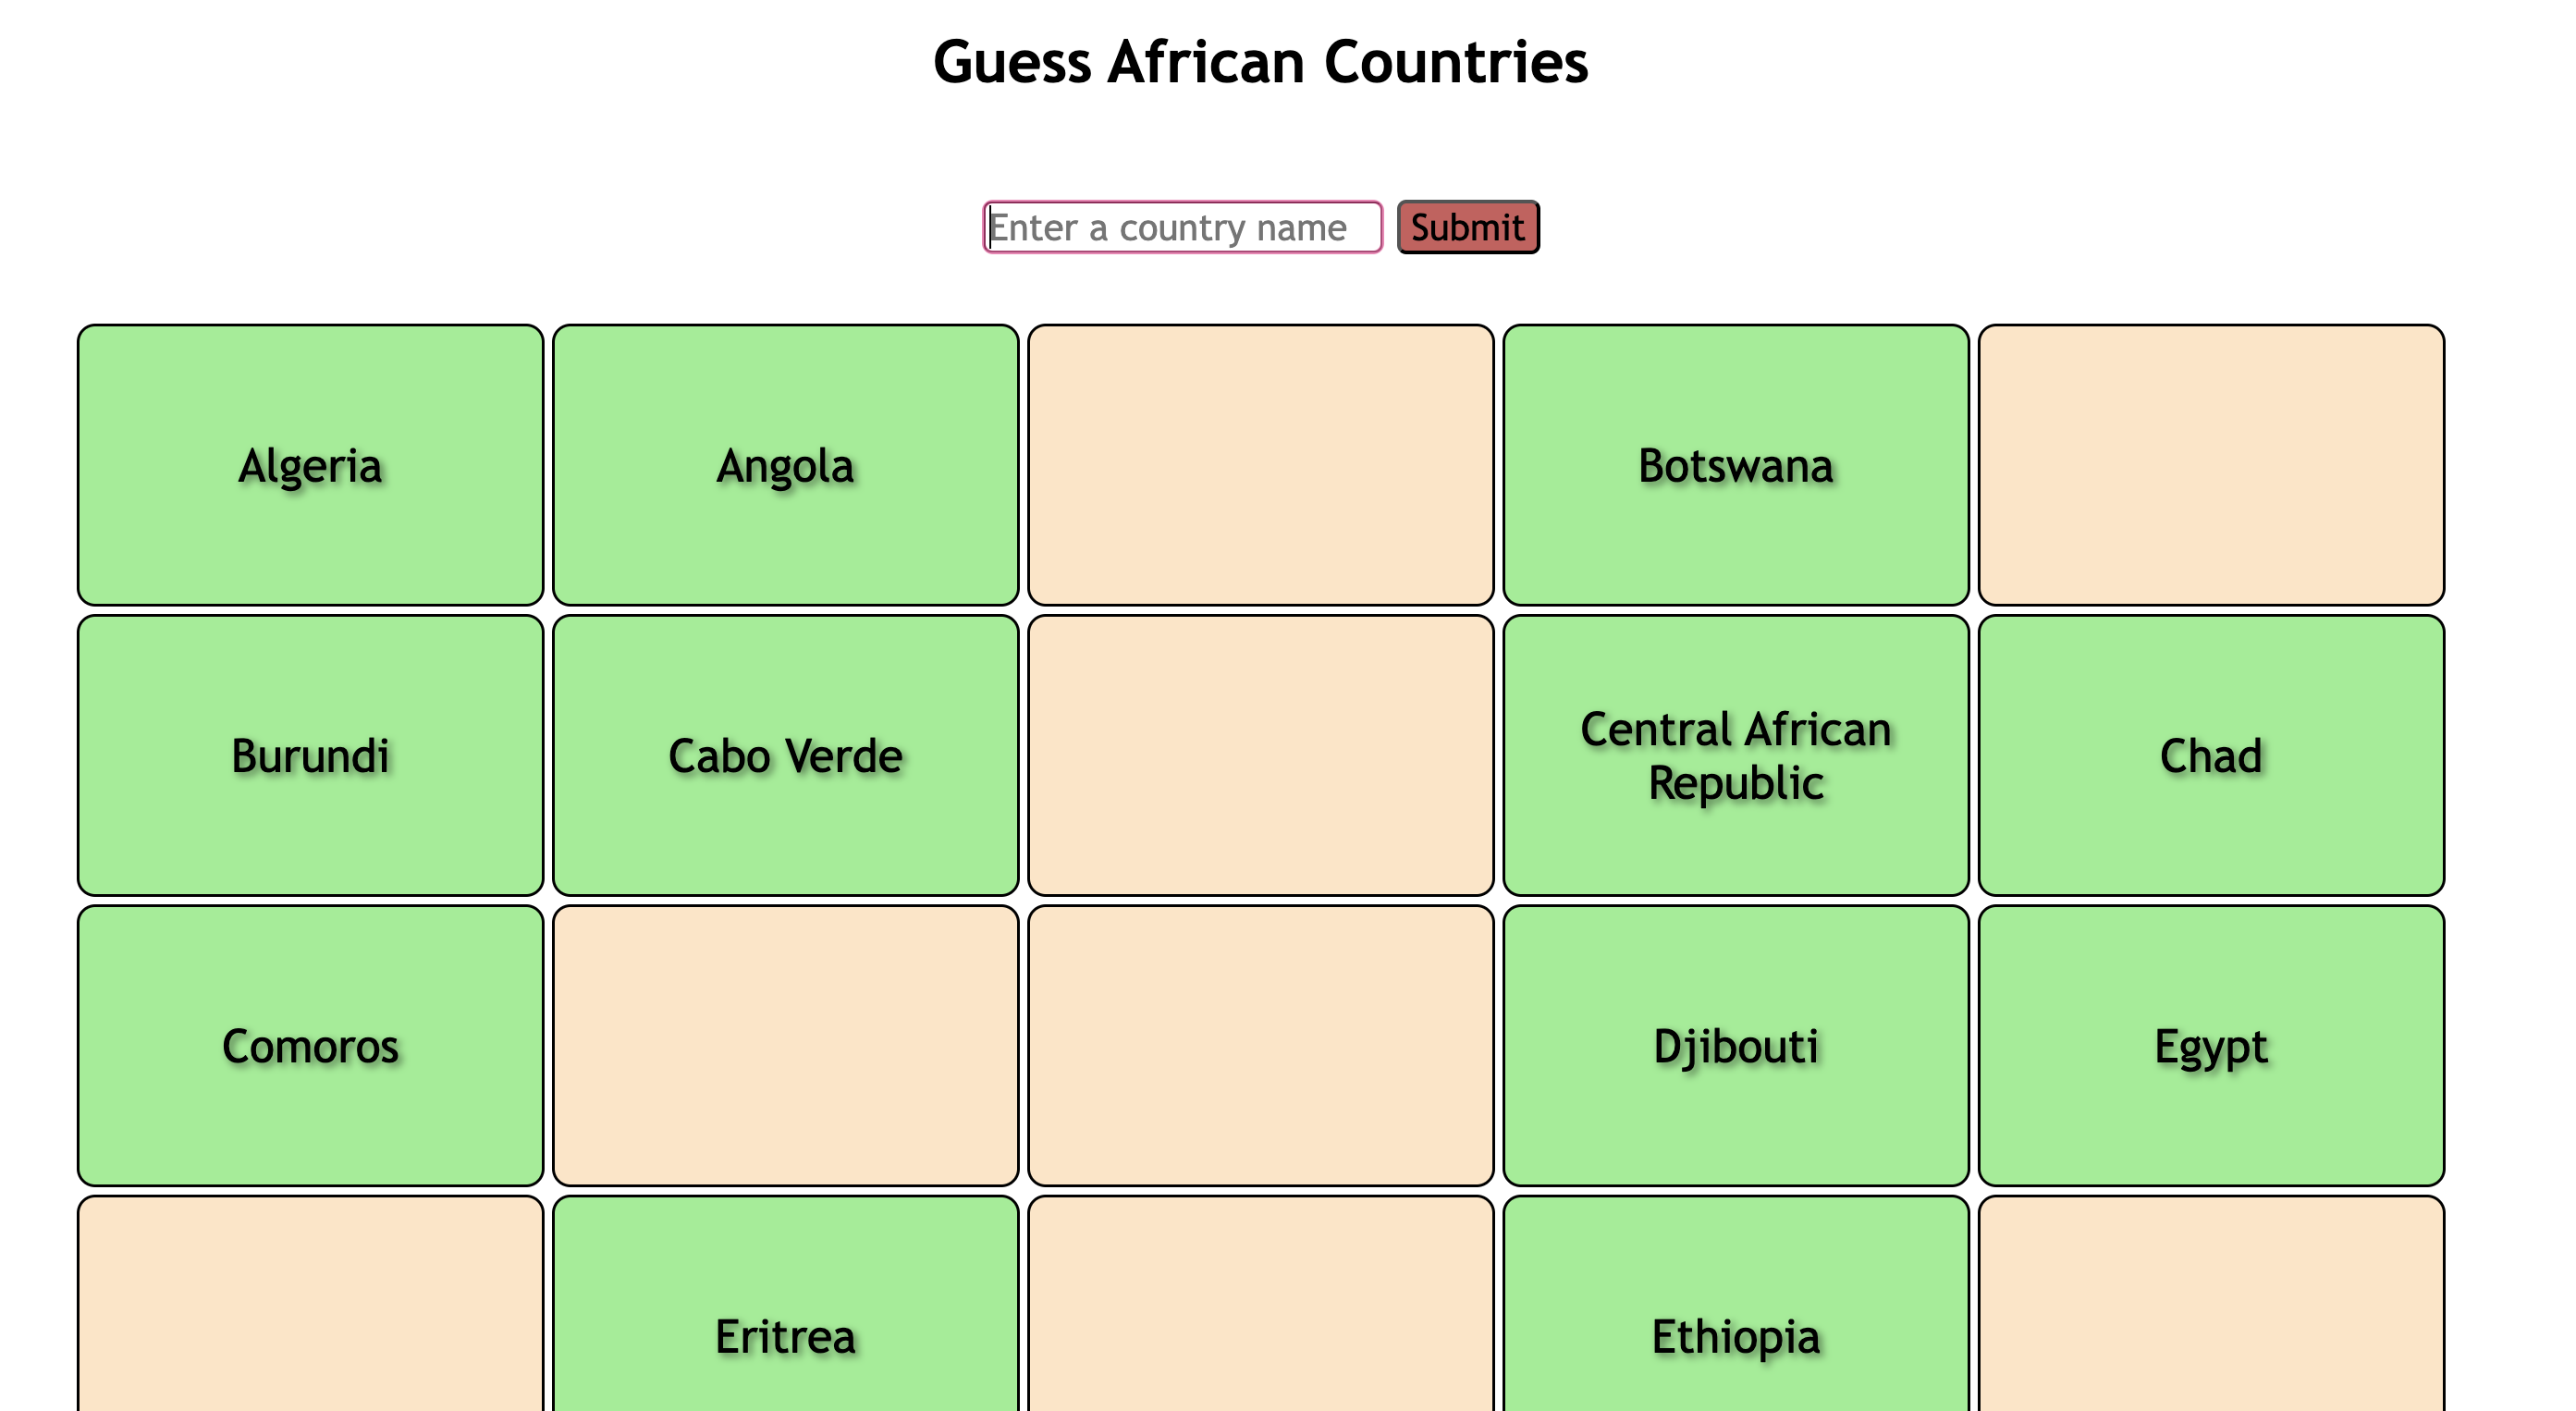 Guess African Countries
Enter a country name Submit
Algeria Angola Botswana
Burundi Cabo Verde Central African
Republic Chad
Comoros Djibouti Egypt
Eritrea Ethiopia